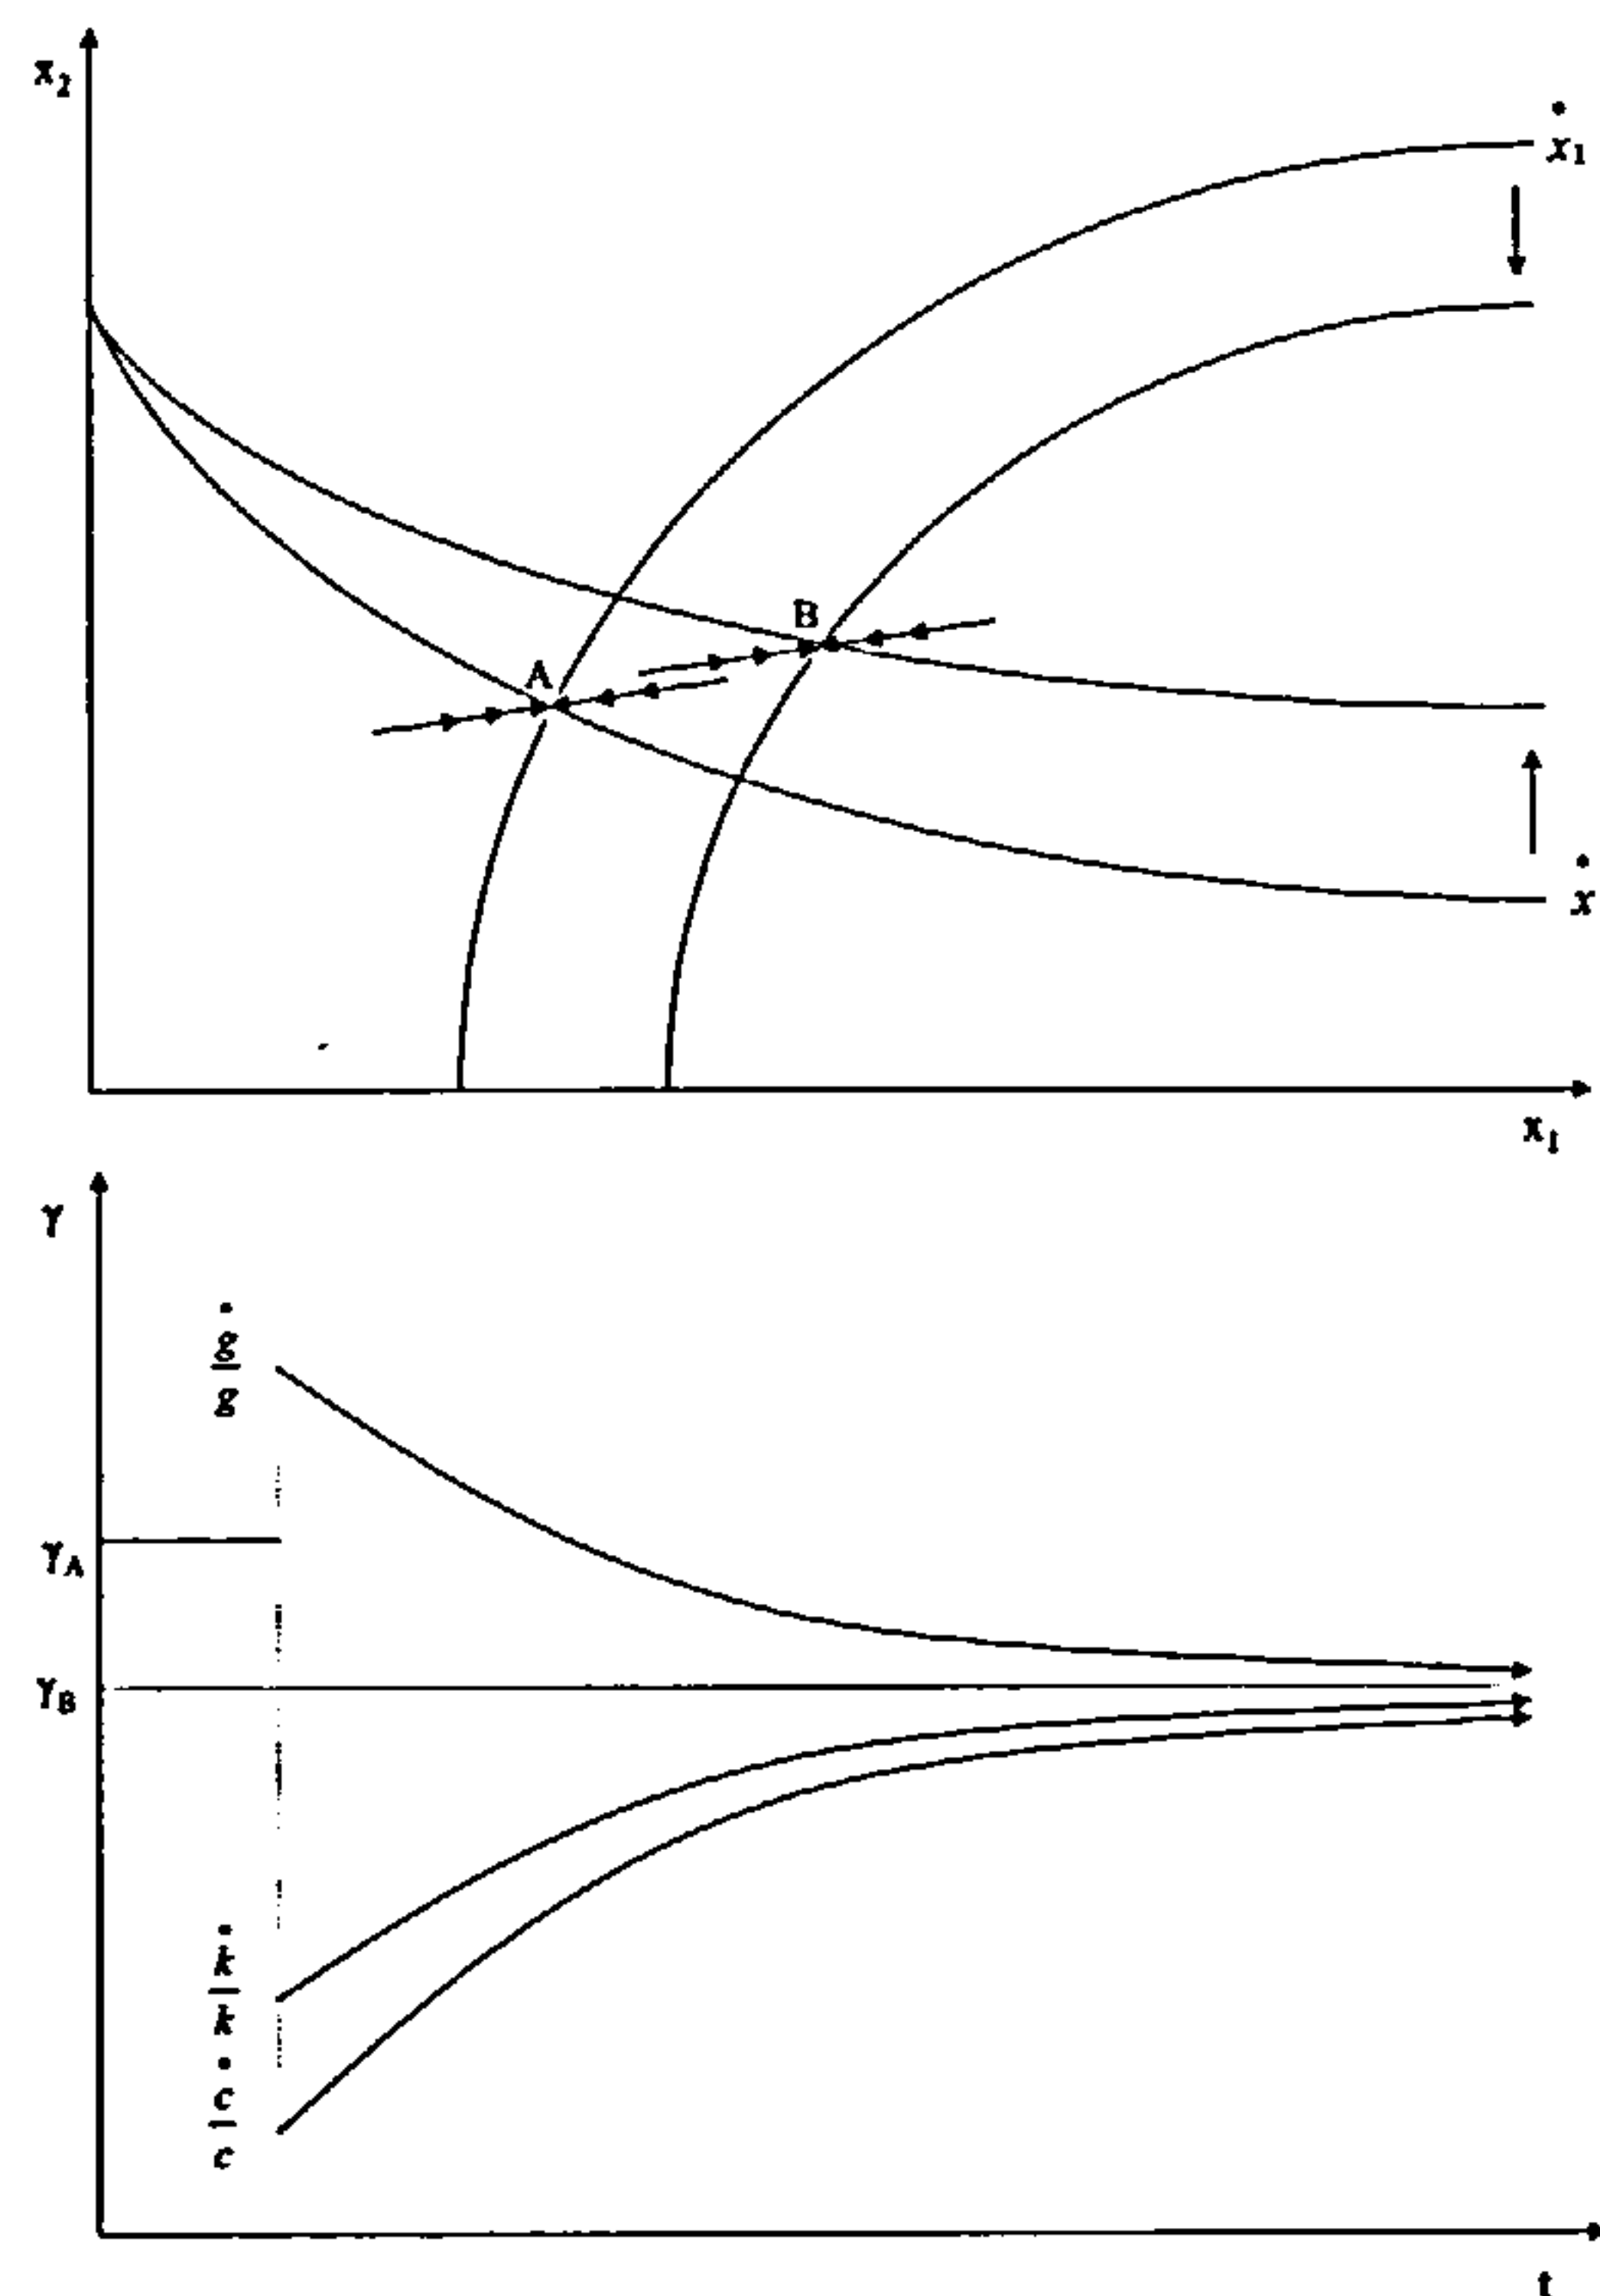 x₂
ẋ₁
A
B
ẋ
x₁
γ
ġ/g
γ_A
γ_B
k̇/k
ċ/c
t